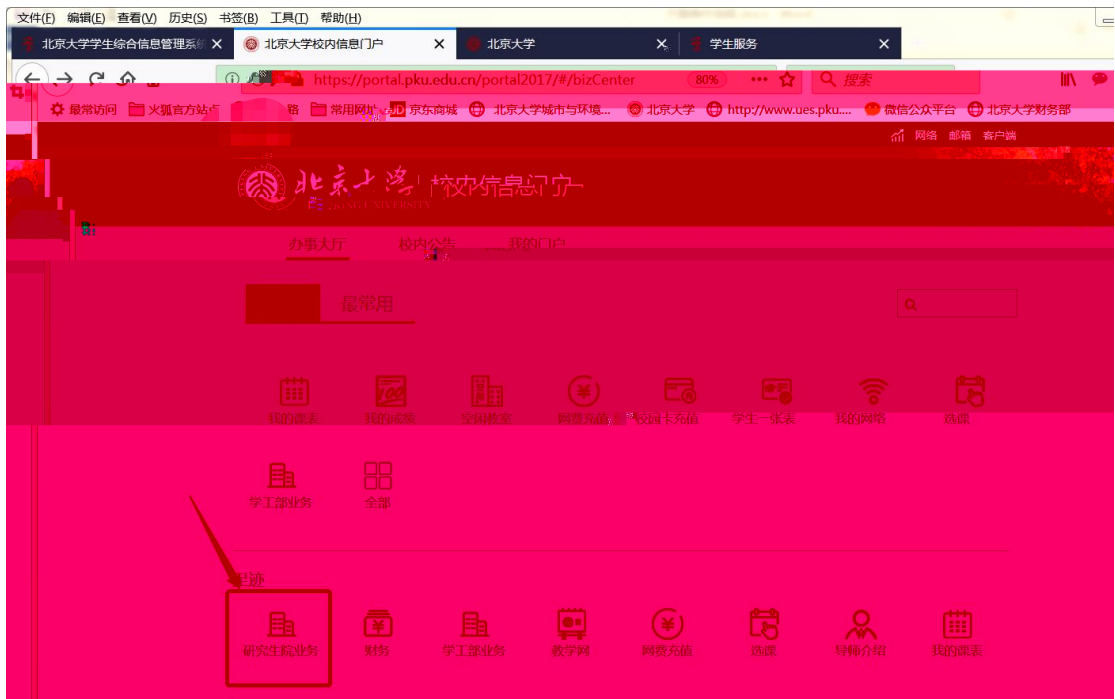 文件(F) 编辑(E) 查看(V) 历史(S) 书签(B) 工具(T) 帮助(H)
北京大学学生综合信息管理系统 北京大学校内信息门户 北京大学 学生服务
https://portal.pku.edu.cn/portal2017/#/bizCenter 80% 搜索
最常访问 火狐官方站点 路 常用网址 JD 京东商城 北京大学城市与环境... 北京大学 http://www.ues.pku.... 微信公众平台 北京大学财务部
网络 邮箱 客户端
北京大学 校内信息门户
PEKING UNIVERSITY
办事大厅 校内公告 我的门户
最常用
我的课表 我的成绩 空闲教室 网费充值 校园卡充值 学生一张表 我的网络 选课
学工部业务 全部
足迹
研究生院业务 财务 学工部业务 教学网 网费充值 选课 导师介绍 我的课表